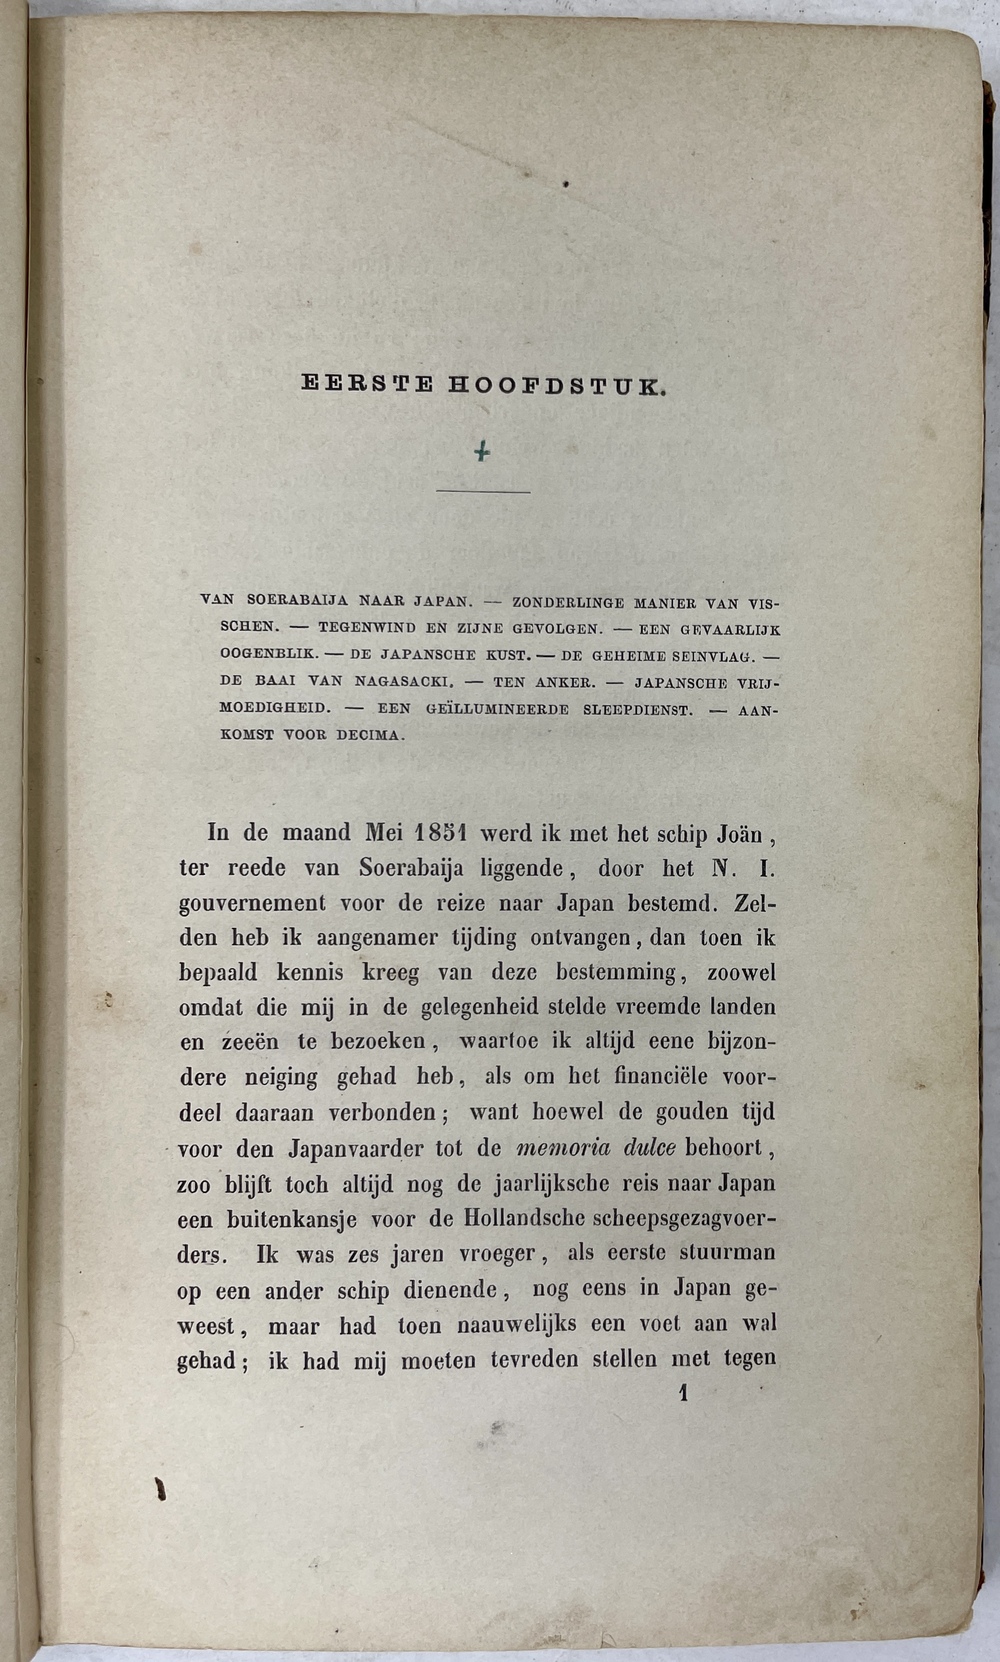 EERSTE HOOFDSTUK.
+
VAN SOERABAIJA NAAR JAPAN. — ZONDERLINGE MANIER VAN VIS-
SCHEN. — TEGENWIND EN ZIJNE GEVOLGEN. — EEN GEVAARLIJK
OOGENBLIK. — DE JAPANSCHE KUST. — DE GEHEIME SEINVLAG. —
DE BAAI VAN NAGASACKI. — TEN ANKER. — JAPANSCHE VRIJ-
MOEDIGHEID. — EEN GEÏLLUMINEERDE SLEEPDIENST. — AAN-
KOMST VOOR DECIMA.
In de maand Mei 1851 werd ik met het schip Joän,
ter reede van Soerabaija liggende, door het N. I.
gouvernement voor de reize naar Japan bestemd. Zel-
den heb ik aangenamer tijding ontvangen, dan toen ik
bepaald kennis kreeg van deze bestemming, zoowel
omdat die mij in de gelegenheid stelde vreemde landen
en zeeën te bezoeken, waartoe ik altijd eene bijzon-
dere neiging gehad heb, als om het financiële voor-
deel daaraan verbonden; want hoewel de gouden tijd
voor den Japanvaarder tot de memoria dulce behoort,
zoo blijft toch altijd nog de jaarlijksche reis naar Japan
een buitenkansje voor de Hollandsche scheepsgezagvoer-
ders. Ik was zes jaren vroeger, als eerste stuurman
op een ander schip dienende, nog eens in Japan ge-
weest, maar had toen naauwelijks een voet aan wal
gehad; ik had mij moeten tevreden stellen met tegen
1